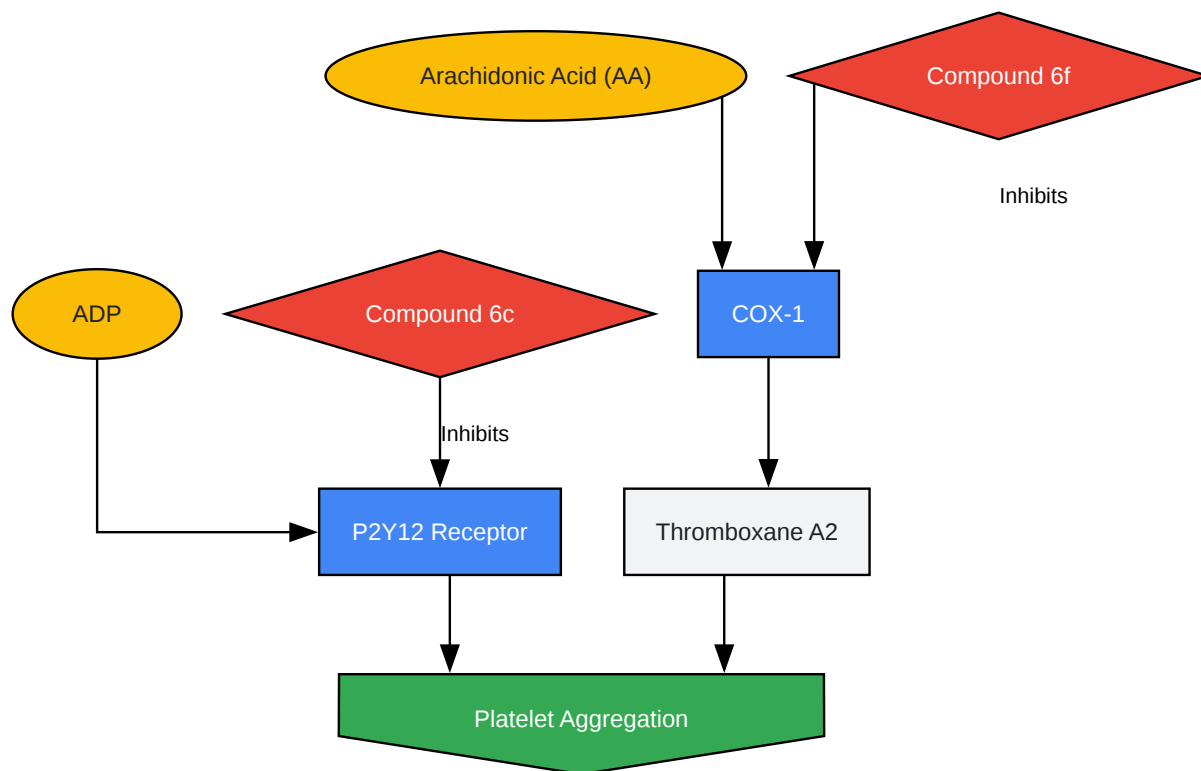 Arachidonic Acid (AA)
Compound 6f
Inhibits
ADP
Compound 6c
COX-1
Inhibits
P2Y12 Receptor
Thromboxane A2
Platelet Aggregation